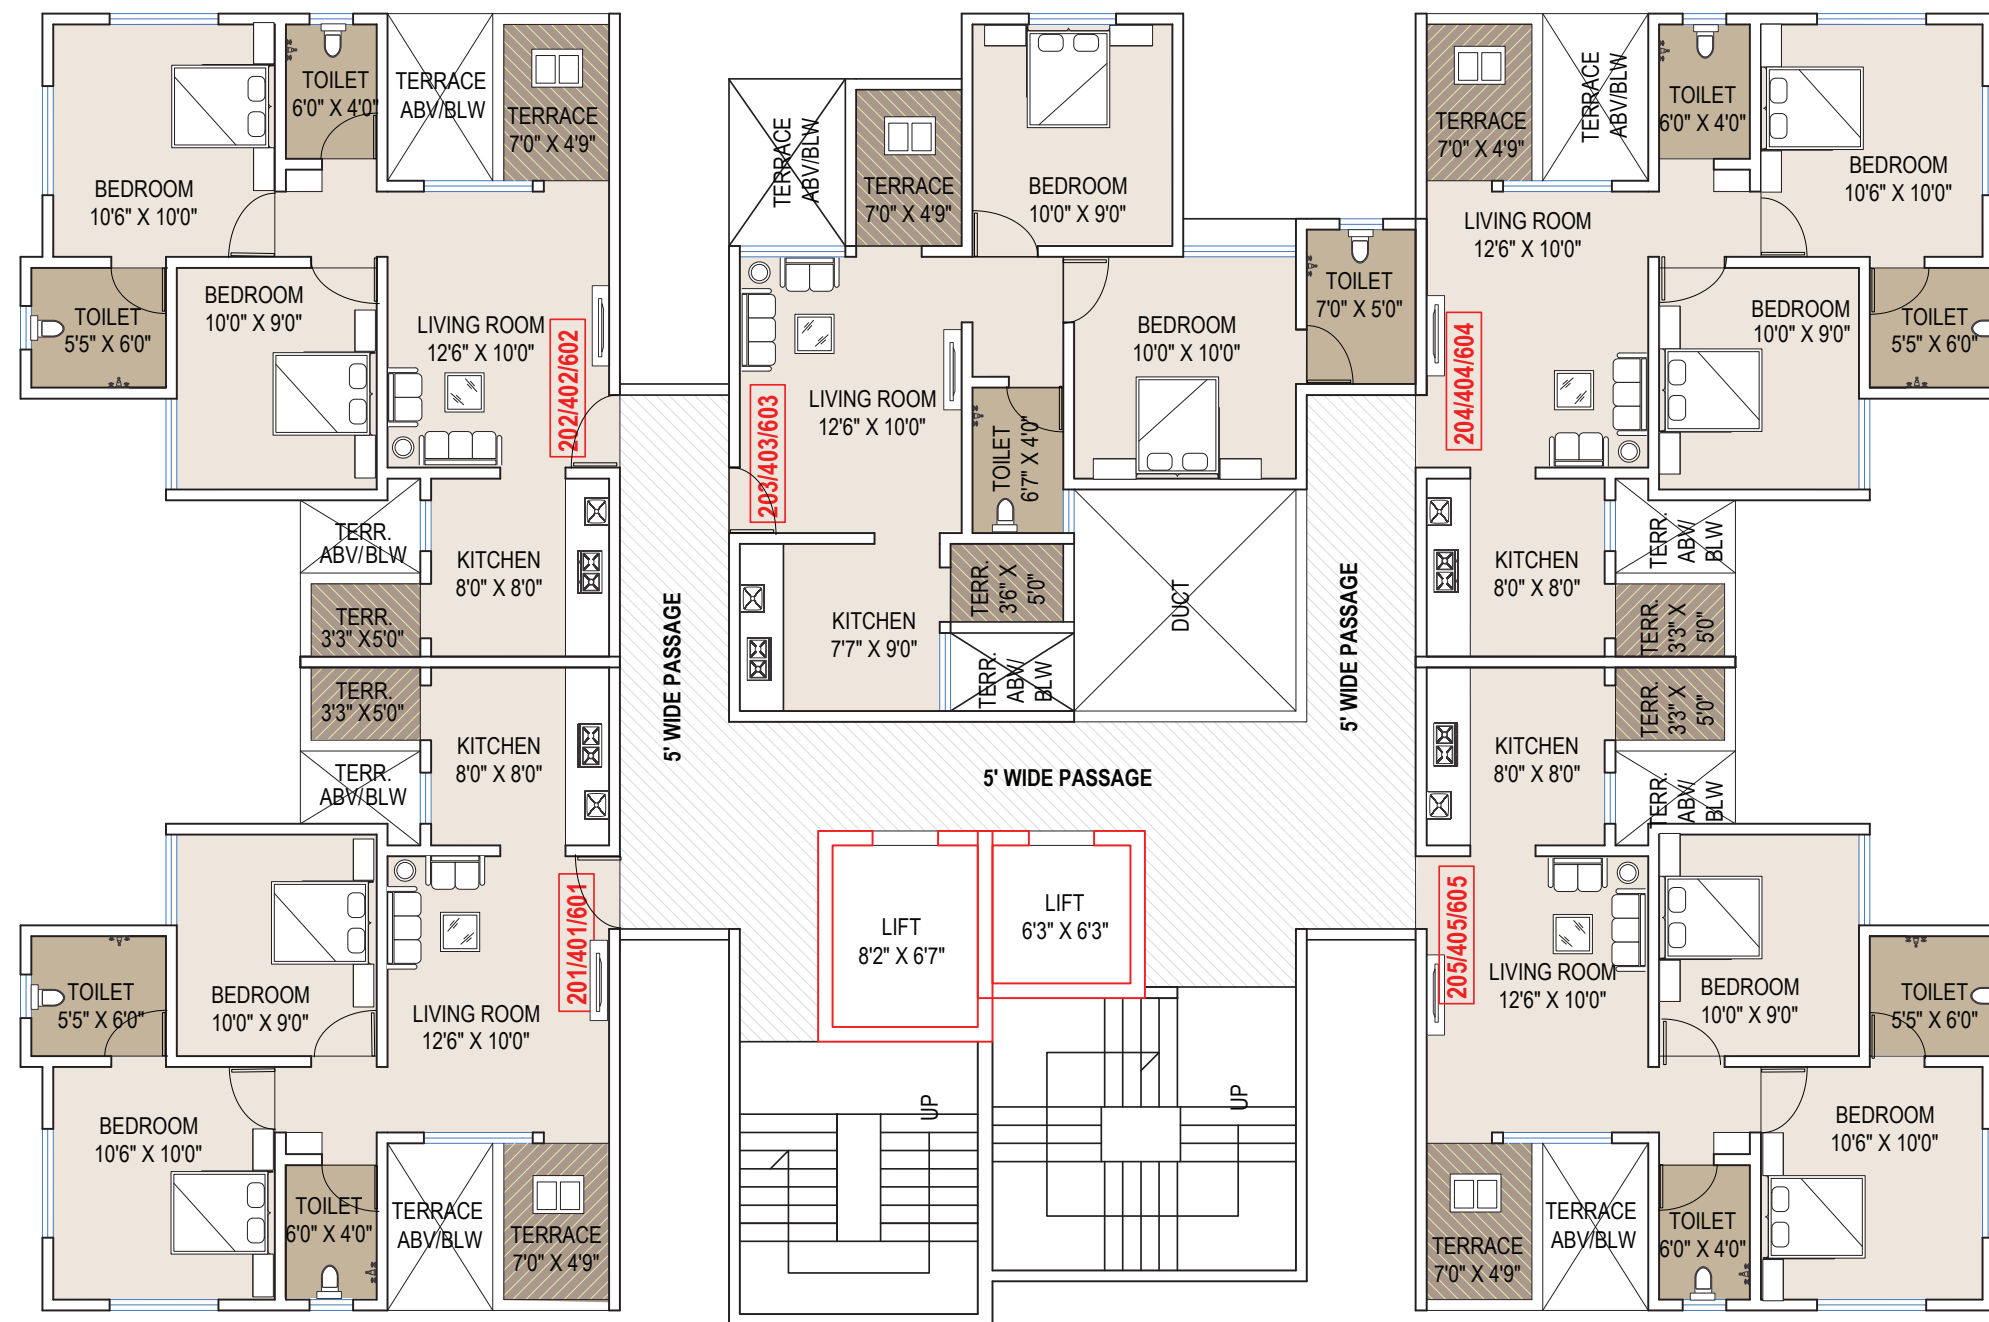 TOILET
6'0" X 4'0"
TERRACE
ABV/BLW
TERRACE
7'0" X 4'9"
BEDROOM
10'6" X 10'0"
TOILET
5'5" X 6'0"
BEDROOM
10'0" X 9'0"
LIVING ROOM
12'6" X 10'0"
202/402/602
TERR.
ABV/BLW
KITCHEN
8'0" X 8'0"
TERR.
3'3" X5'0"
TERRACE
ABV/BLW
TERRACE
7'0" X 4'9"
BEDROOM
10'0" X 9'0"
BEDROOM
10'0" X 10'0"
TOILET
7'0" X 5'0"
LIVING ROOM
12'6" X 10'0"
203/403/603
TOILET
6'7" X 4'0"
KITCHEN
7'7" X 9'0"
TERR.
3'6" X
5'0"
TERR.
ABV/
BLW
DUCT
TERRACE
7'0" X 4'9"
TERRACE
ABV/BLW
TOILET
6'0" X 4'0"
BEDROOM
10'6" X 10'0"
LIVING ROOM
12'6" X 10'0"
BEDROOM
10'0" X 9'0"
TOILET
5'5" X 6'0"
204/404/604
KITCHEN
8'0" X 8'0"
TERR.
ABV/
BLW
TERR.
3'3" X
5'0"
5' WIDE PASSAGE
5' WIDE PASSAGE
5' WIDE PASSAGE
TERR.
3'3" X5'0"
KITCHEN
8'0" X 8'0"
TERR.
ABV/BLW
201/401/601
TOILET
5'5" X 6'0"
BEDROOM
10'0" X 9'0"
LIVING ROOM
12'6" X 10'0"
BEDROOM
10'6" X 10'0"
TOILET
6'0" X 4'0"
TERRACE
ABV/BLW
TERRACE
7'0" X 4'9"
LIFT
8'2" X 6'7"
LIFT
6'3" X 6'3"
UP
UP
KITCHEN
8'0" X 8'0"
TERR.
3'3" X
5'0"
TERR.
ABV/
BLW
205/405/605
LIVING ROOM
12'6" X 10'0"
BEDROOM
10'0" X 9'0"
TOILET
5'5" X 6'0"
BEDROOM
10'6" X 10'0"
TERRACE
7'0" X 4'9"
TERRACE
ABV/BLW
TOILET
6'0" X 4'0"